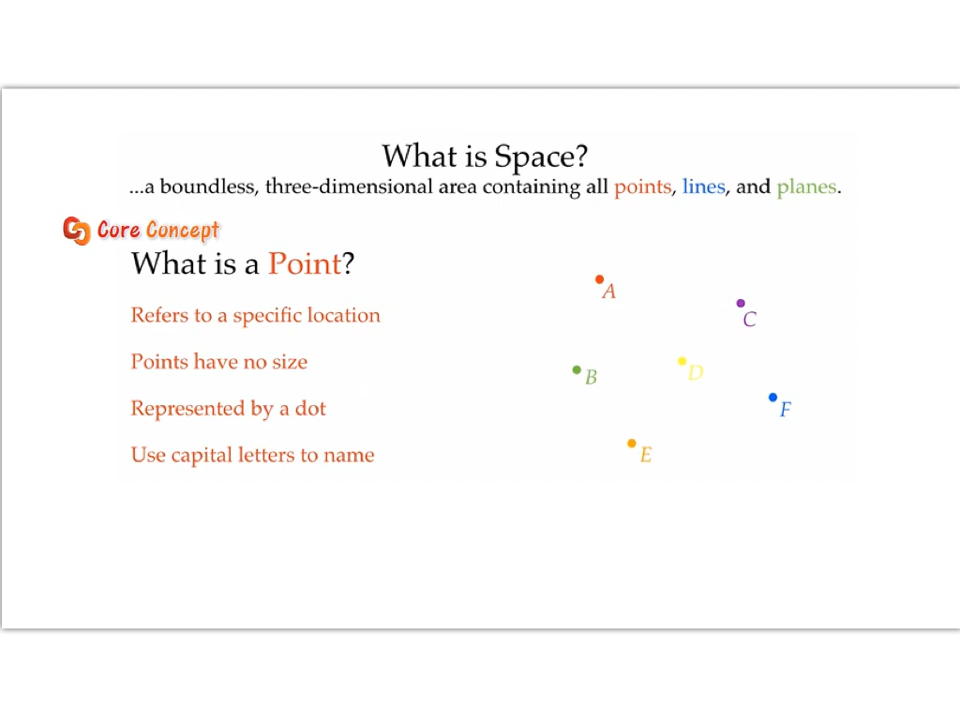 What is Space?
...a boundless, three-dimensional area containing all points, lines, and planes.
Core Concept
What is a Point?
Refers to a specific location
Points have no size
Represented by a dot
Use capital letters to name
A
C
B
D
F
E